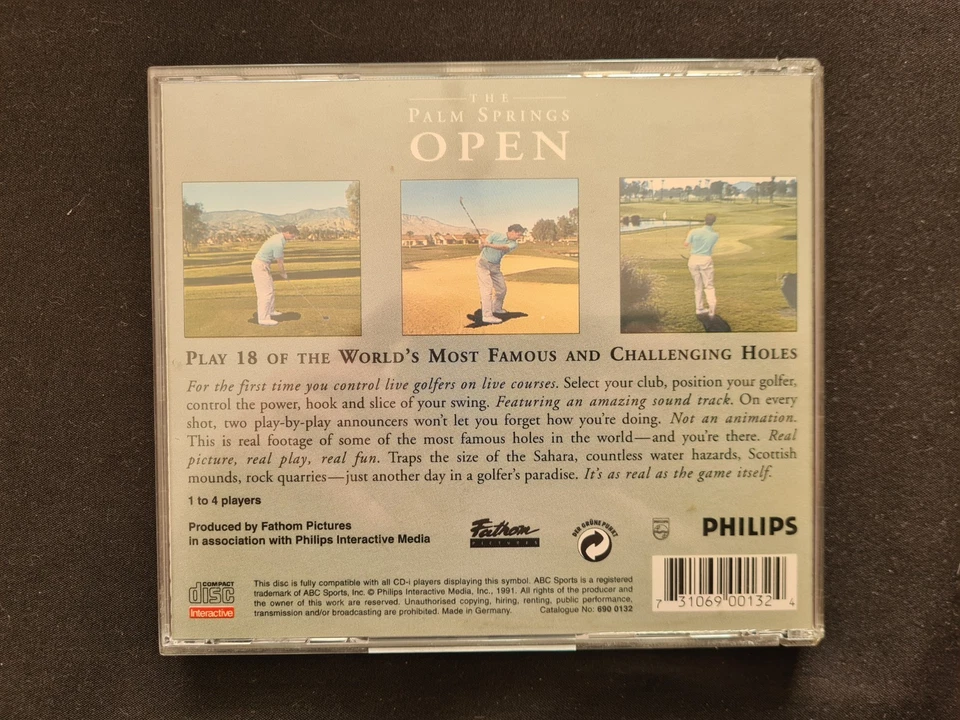 THE
PALM SPRINGS
OPEN
PLAY 18 OF THE WORLD'S MOST FAMOUS AND CHALLENGING HOLES
For the first time you control live golfers on live courses. Select your club, position your golfer,
control the power, hook and slice of your swing. Featuring an amazing sound track. On every
shot, two play-by-play announcers won't let you forget how you're doing. Not an animation.
This is real footage of some of the most famous holes in the world—and you're there. Real
picture, real play, real fun. Traps the size of the Sahara, countless water hazards, Scottish
mounds, rock quarries—just another day in a golfer's paradise. It's as real as the game itself.
1 to 4 players
Produced by Fathom Pictures
in association with Philips Interactive Media
Fathom
PICTURES
DER GRÜNE PUNKT
PHILIPS
COMPACT
disc
Interactive
This disc is fully compatible with all CD-i players displaying this symbol. ABC Sports is a registered
trademark of ABC Sports, Inc. © Philips Interactive Media, Inc., 1991. All rights of the producer and
the owner of this work are reserved. Unauthorised copying, hiring, renting, public performance,
transmission and/or broadcasting are prohibited. Made in Germany. Catalogue No: 690 0132
7 31069 00132 4